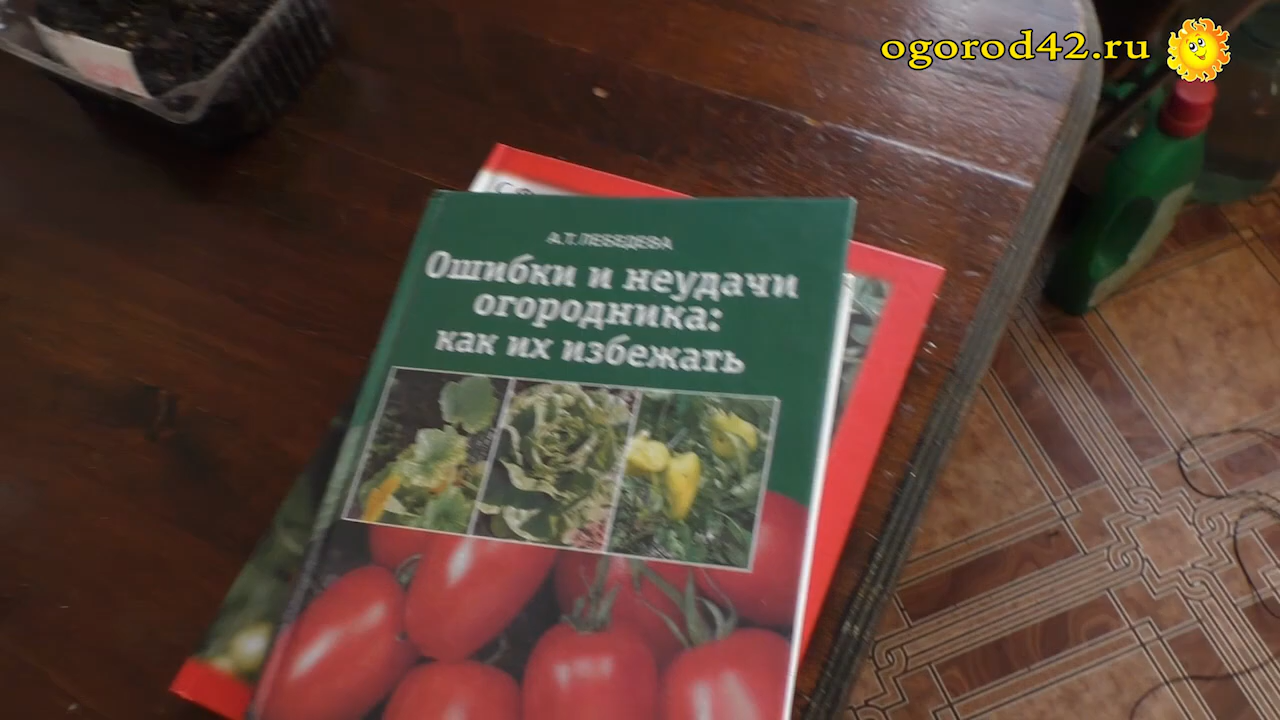 ogorod42.ru
А.Т. ЛЕБЕДЕВА
Ошибки и неудачи
огородника:
как их избежать